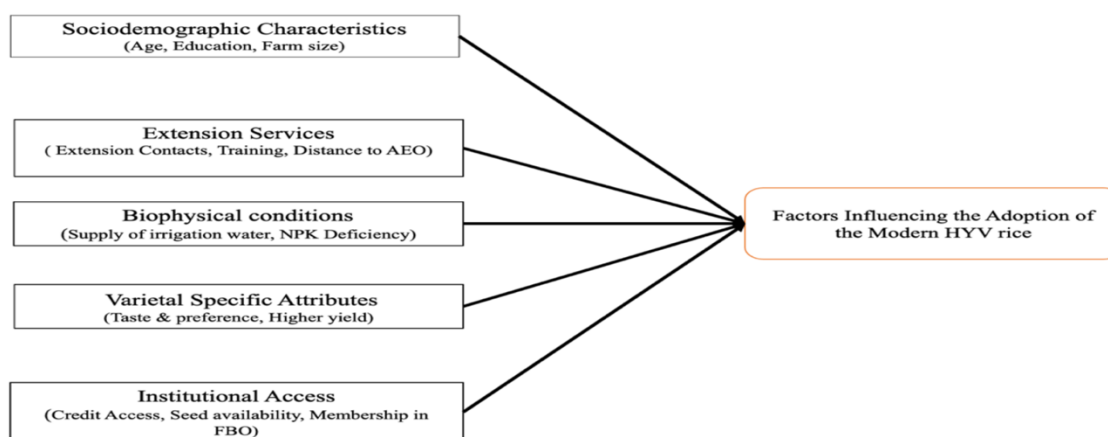 Sociodemographic Characteristics
(Age, Education, Farm size)
Extension Services
( Extension Contacts, Training, Distance to AEO)
Biophysical conditions
(Supply of irrigation water, NPK Deficiency)
Varietal Specific Attributes
(Taste & preference, Higher yield)
Institutional Access
(Credit Access, Seed availability, Membership in
FBO)
Factors Influencing the Adoption of
the Modern HYV rice